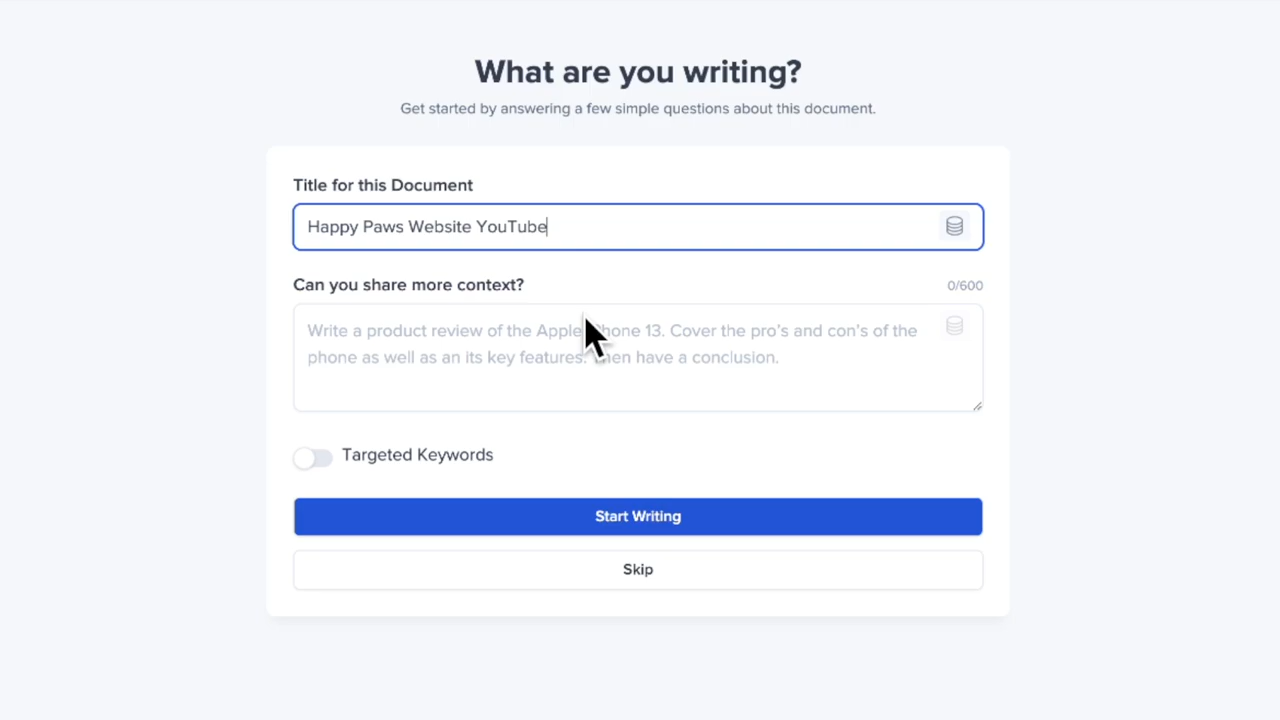 What are you writing?
Get started by answering a few simple questions about this document.
Title for this Document
Happy Paws Website YouTube
Can you share more context?
0/600
Write a product review of the Apple hone 13. Cover the pro's and con's of the
phone as well as an its key features. en have a conclusion.
Targeted Keywords
Start Writing
Skip